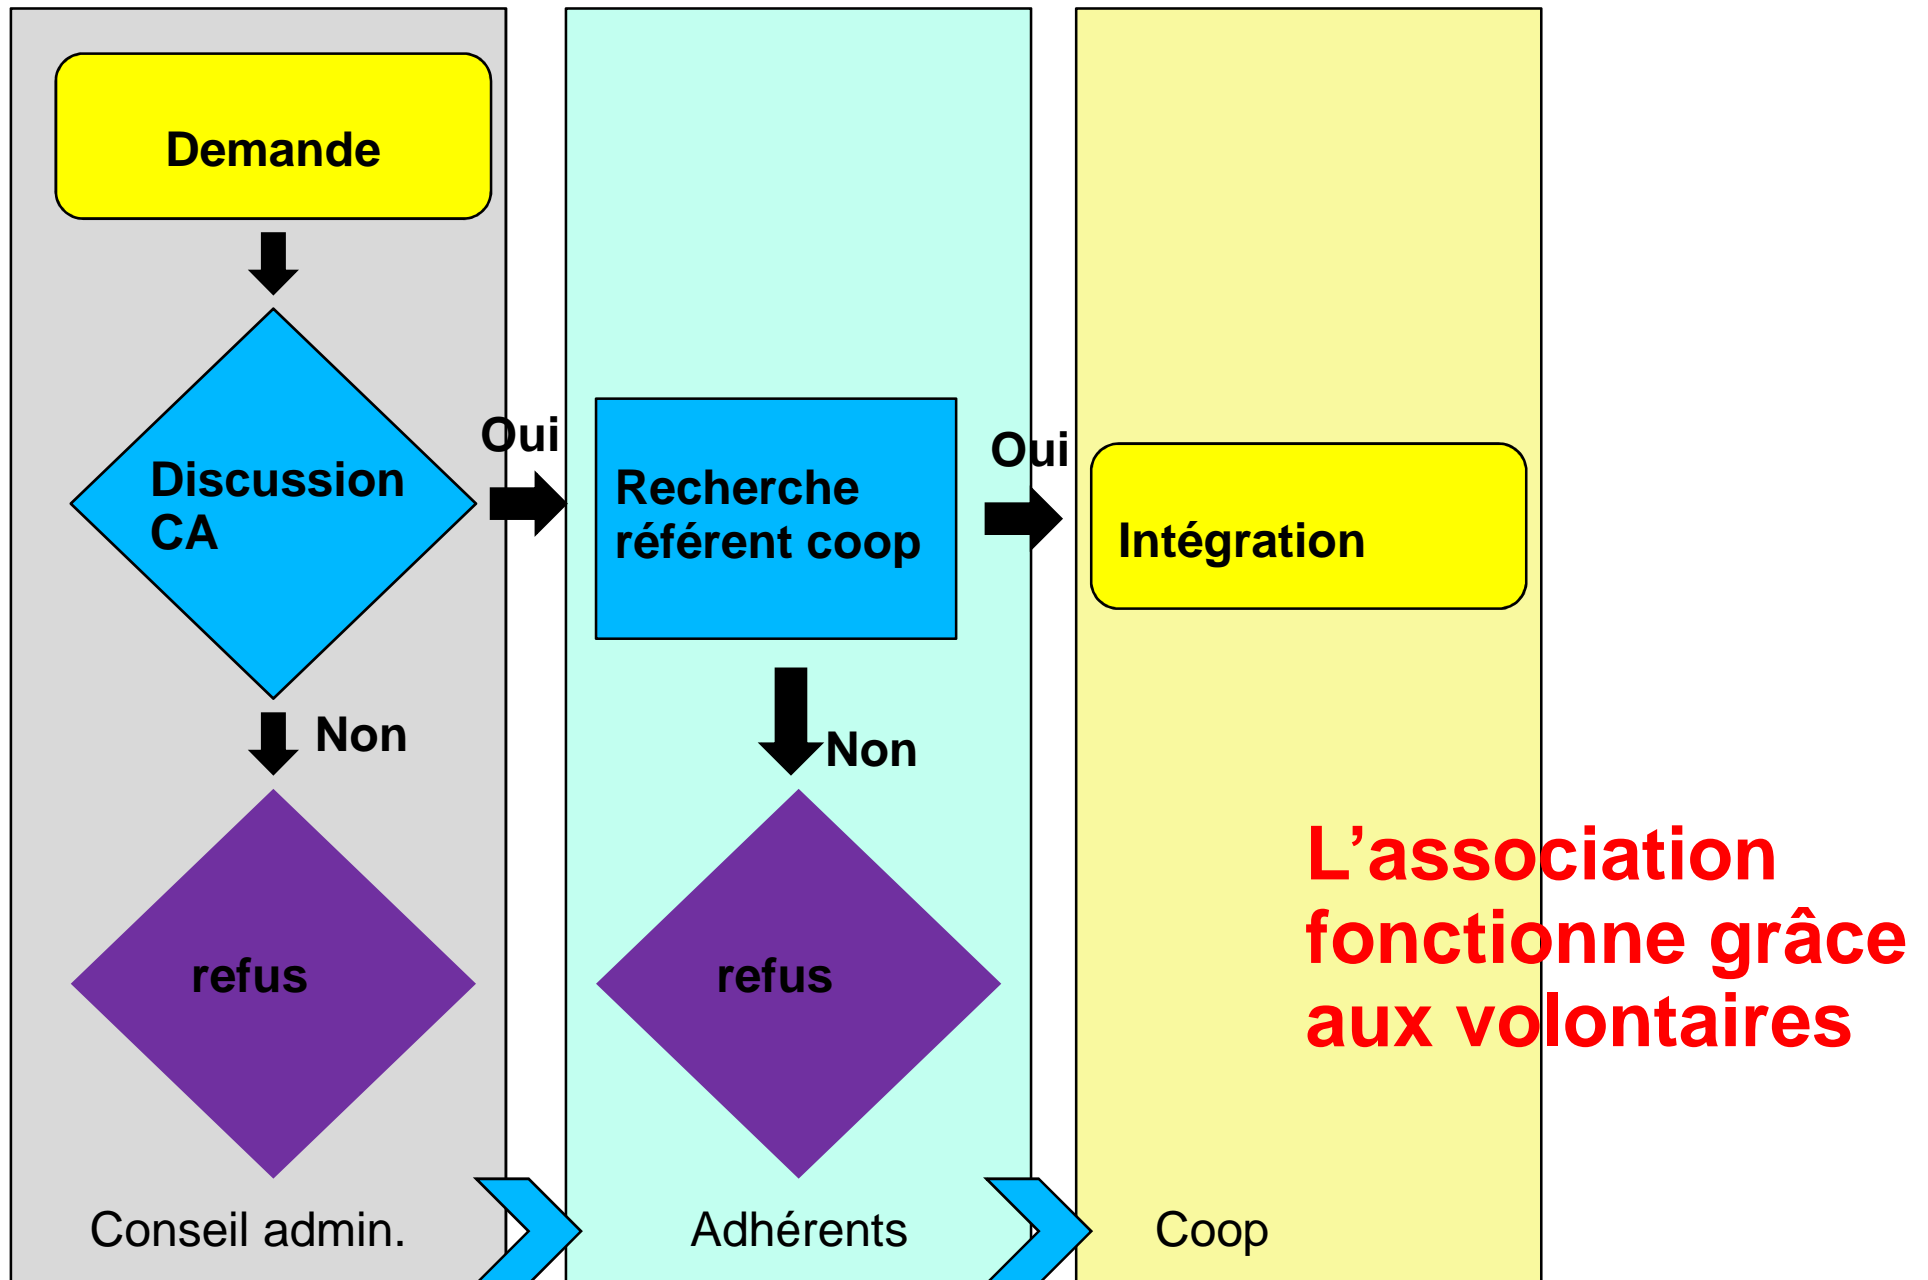 Demande
Discussion
CA
Oui
Non
refus
Conseil admin.
Recherche
référent coop
Oui
Non
refus
Adhérents
Intégration
Coop
L’association
fonctionne grâce
aux volontaires